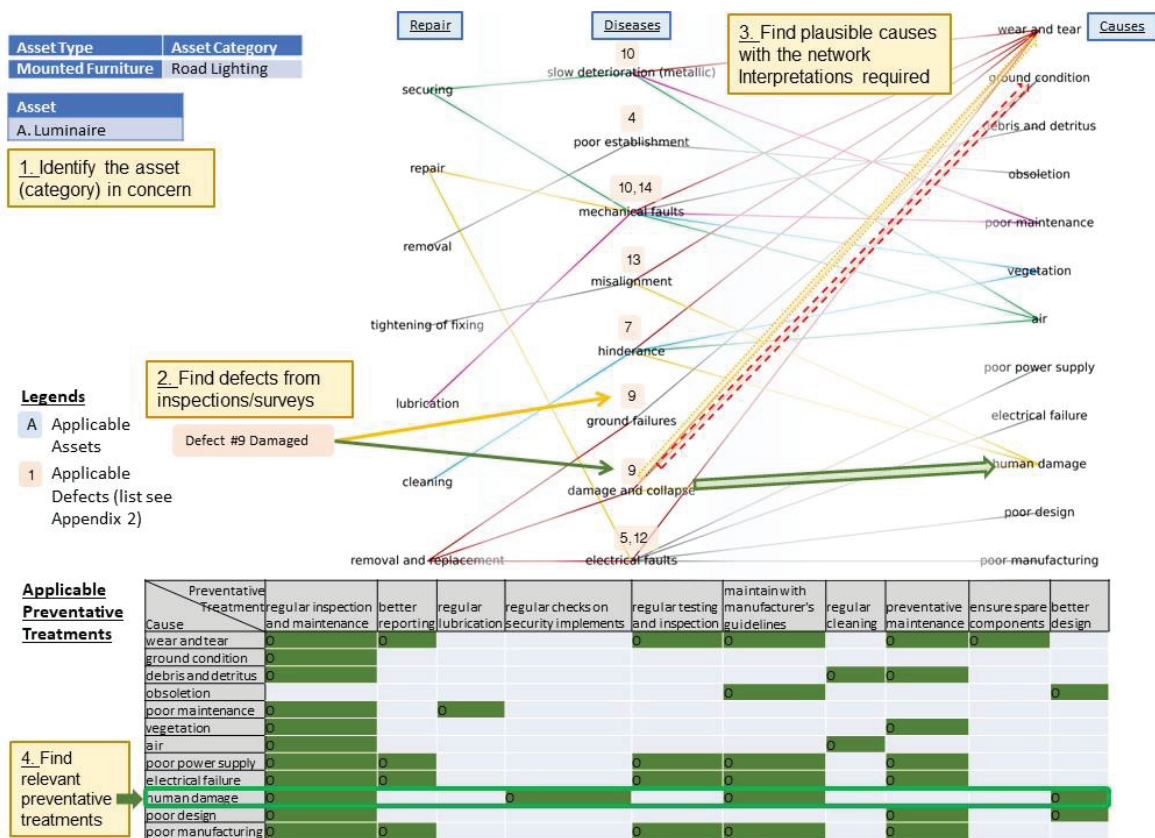 Repair
Diseases
Causes
Asset Type Asset Category
Mounted Furniture Road Lighting
Asset
A. Luminaire
1. Identify the asset
(category) in concern
3. Find plausible causes
with the network
Interpretations required
2. Find defects from
inspections/surveys
Defect #9 Damaged
Legends
A Applicable
Assets
1 Applicable
Defects (list see
Appendix 2)
securing
repair
removal
tightening of fixing
lubrication
cleaning
removal and replacement
10
slow deterioration (metallic)
4
poor establishment
10, 14
mechanical faults
13
misalignment
7
hinderance
9
ground failures
9
damage and collapse
5, 12
electrical faults
wear and tear
ground condition
debris and detritus
obsoletion
poor maintenance
vegetation
air
poor power supply
electrical failure
human damage
poor design
poor manufacturing
Applicable
Preventative
Treatments
4. Find
relevant
preventative
treatments
Preventative
Treatment
Cause
regular inspection
and maintenance
better
reporting
regular
lubrication
regular checks on
security implements
regular testing
and inspection
maintain with
manufacturer's
guidelines
regular
cleaning
preventative
maintenance
ensure spare
components
better
design
wear and tear O O O O O O
ground condition O
debris and detritus O O O
obsoletion O O
poor maintenance O O
vegetation O O
air O O
poor power supply O O O O O
electrical failure O O O O O
human damage O O O O
poor design O O O
poor manufacturing O O O O O